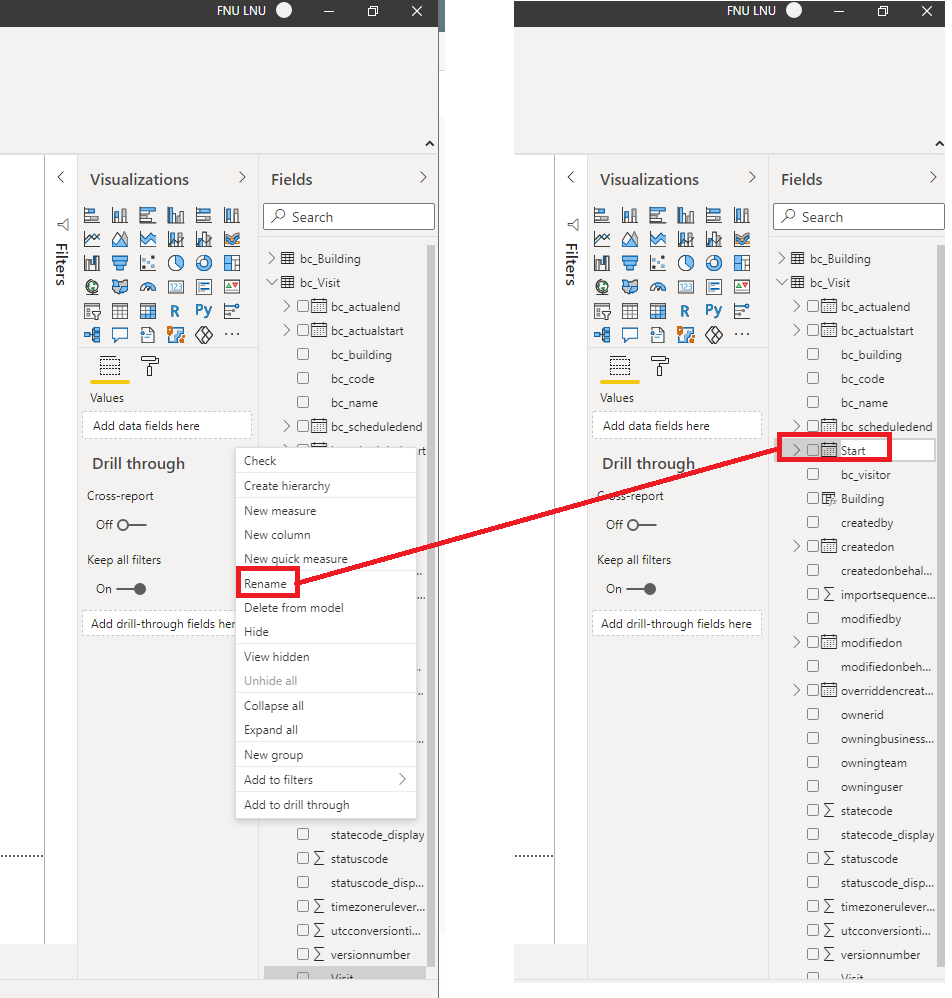 FNU LNU
Filters
Visualizations
R
Py
Values
Add data fields here
Drill through
Cross-report
Off
Keep all filters
On
Add drill-through fields her
Fields
Search
bc_Building
bc_Visit
bc_actualend
bc_actualstart
bc_building
bc_code
bc_name
bc_scheduledend
Check
Create hierarchy
New measure
New column
New quick measure
Rename
Delete from model
Hide
View hidden
Unhide all
Collapse all
Expand all
New group
Add to filters
Add to drill through
statecode_display
statuscode
statuscode_disp...
timezonerulever...
utcconversionti...
versionnumber
Visit
FNU LNU
Filters
Visualizations
R
Py
Values
Add data fields here
Drill through
Cross-report
Off
Keep all filters
On
Add drill-through fields here
Fields
Search
bc_Building
bc_Visit
bc_actualend
bc_actualstart
bc_building
bc_code
bc_name
bc_scheduledend
Start
bc_visitor
Building
createdby
createdon
createdonbehal...
importsequence...
modifiedby
modifiedon
modifiedonbeh...
overriddencreat...
ownerid
owningbusiness...
owningteam
owninguser
statecode
statecode_display
statuscode
statuscode_disp...
timezonerulever...
utcconversionti...
versionnumber
Visit